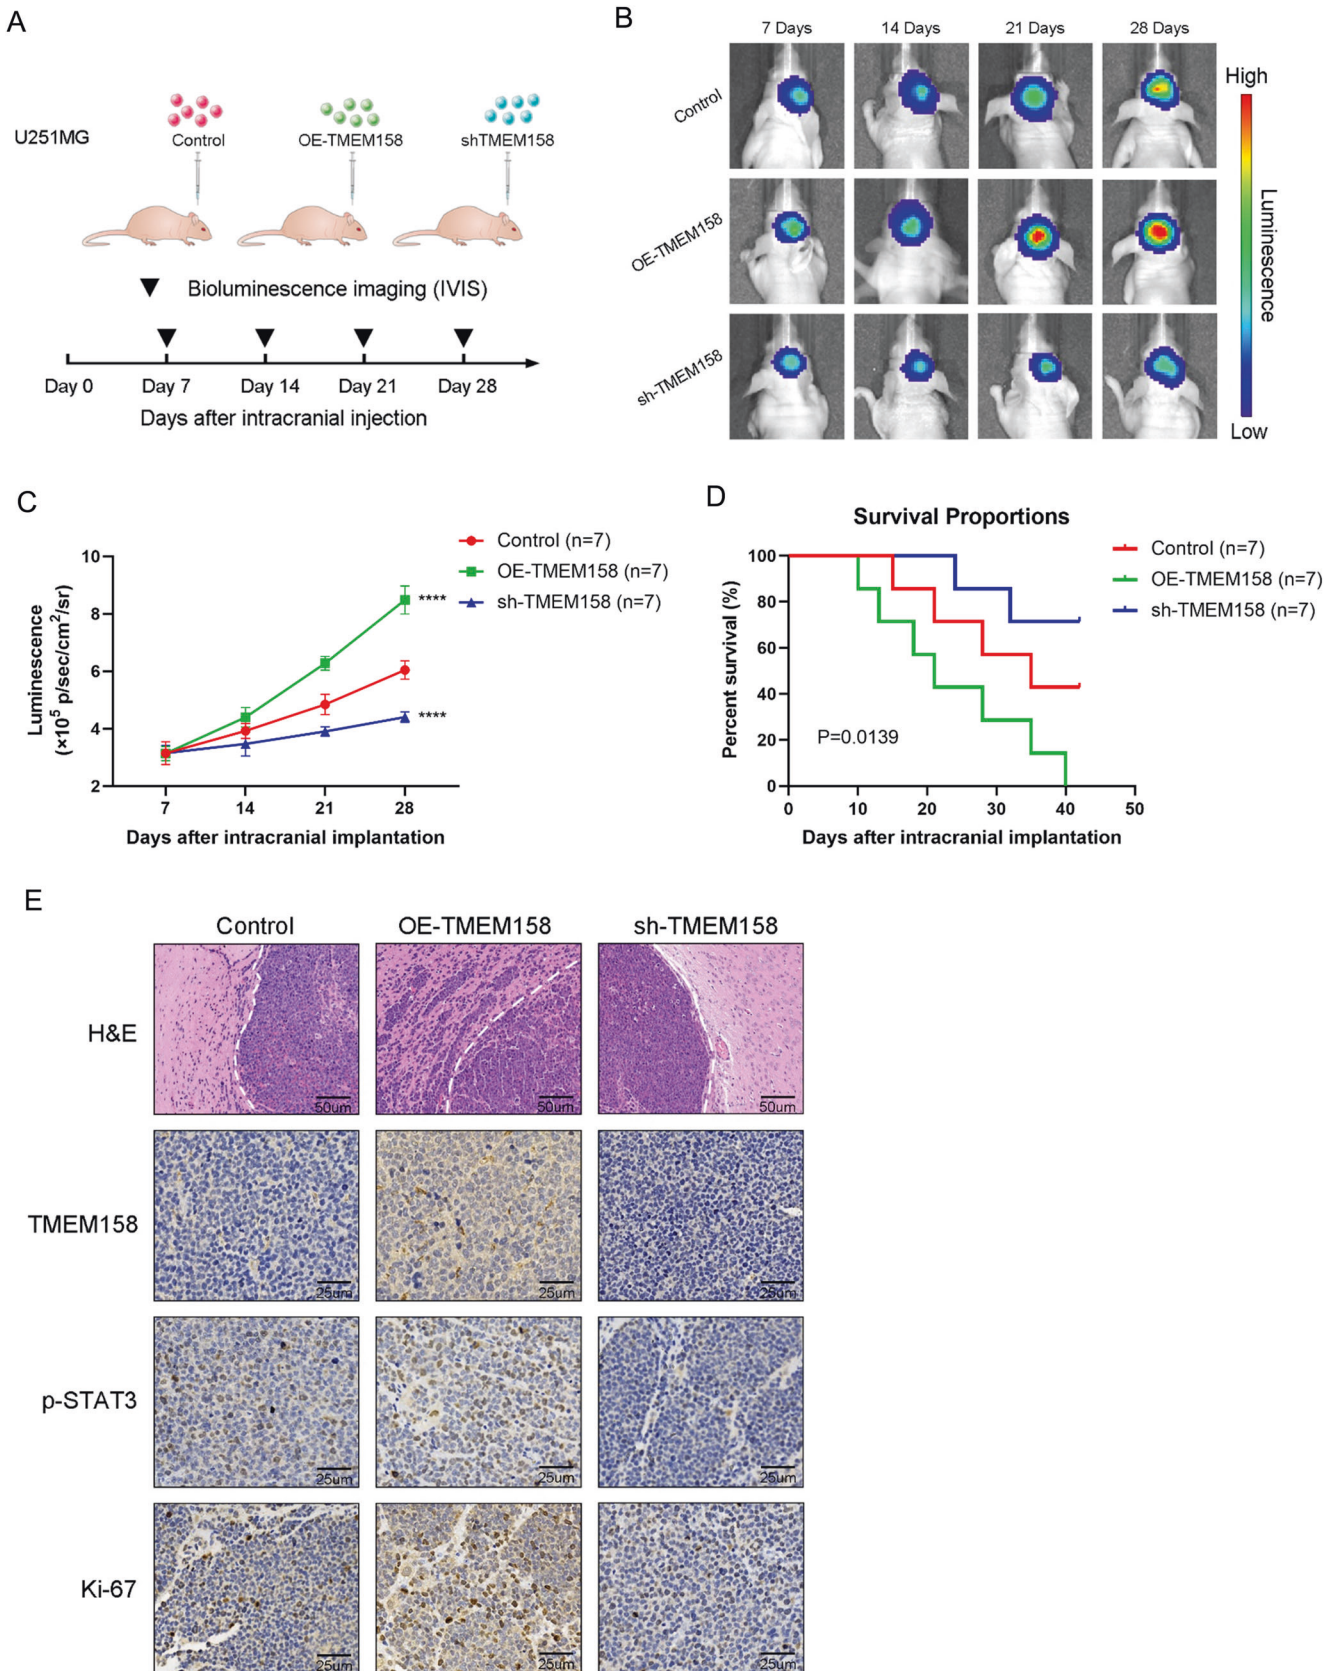 A
U251MG
Control
OE-TMEM158
shTMEM158
Bioluminescence imaging (IVIS)
Day 0
Day 7
Day 14
Day 21
Day 28
Days after intracranial injection
B
7 Days
14 Days
21 Days
28 Days
Control
OE-TMEM158
sh-TMEM158
High
Luminescence
Low
C
Luminescence
(×10⁵ p/sec/cm²/sr)
10
8
6
4
2
7
14
21
28
Days after intracranial implantation
Control (n=7)
OE-TMEM158 (n=7)
sh-TMEM158 (n=7)
****
****
D
Survival Proportions
Percent survival (%)
100
80
60
40
20
0
P=0.0139
0
10
20
30
40
50
Days after intracranial implantation
Control (n=7)
OE-TMEM158 (n=7)
sh-TMEM158 (n=7)
E
Control
OE-TMEM158
sh-TMEM158
H&E
50um
50um
50um
TMEM158
25um
25um
25um
p-STAT3
25um
25um
25um
Ki-67
25um
25um
25um